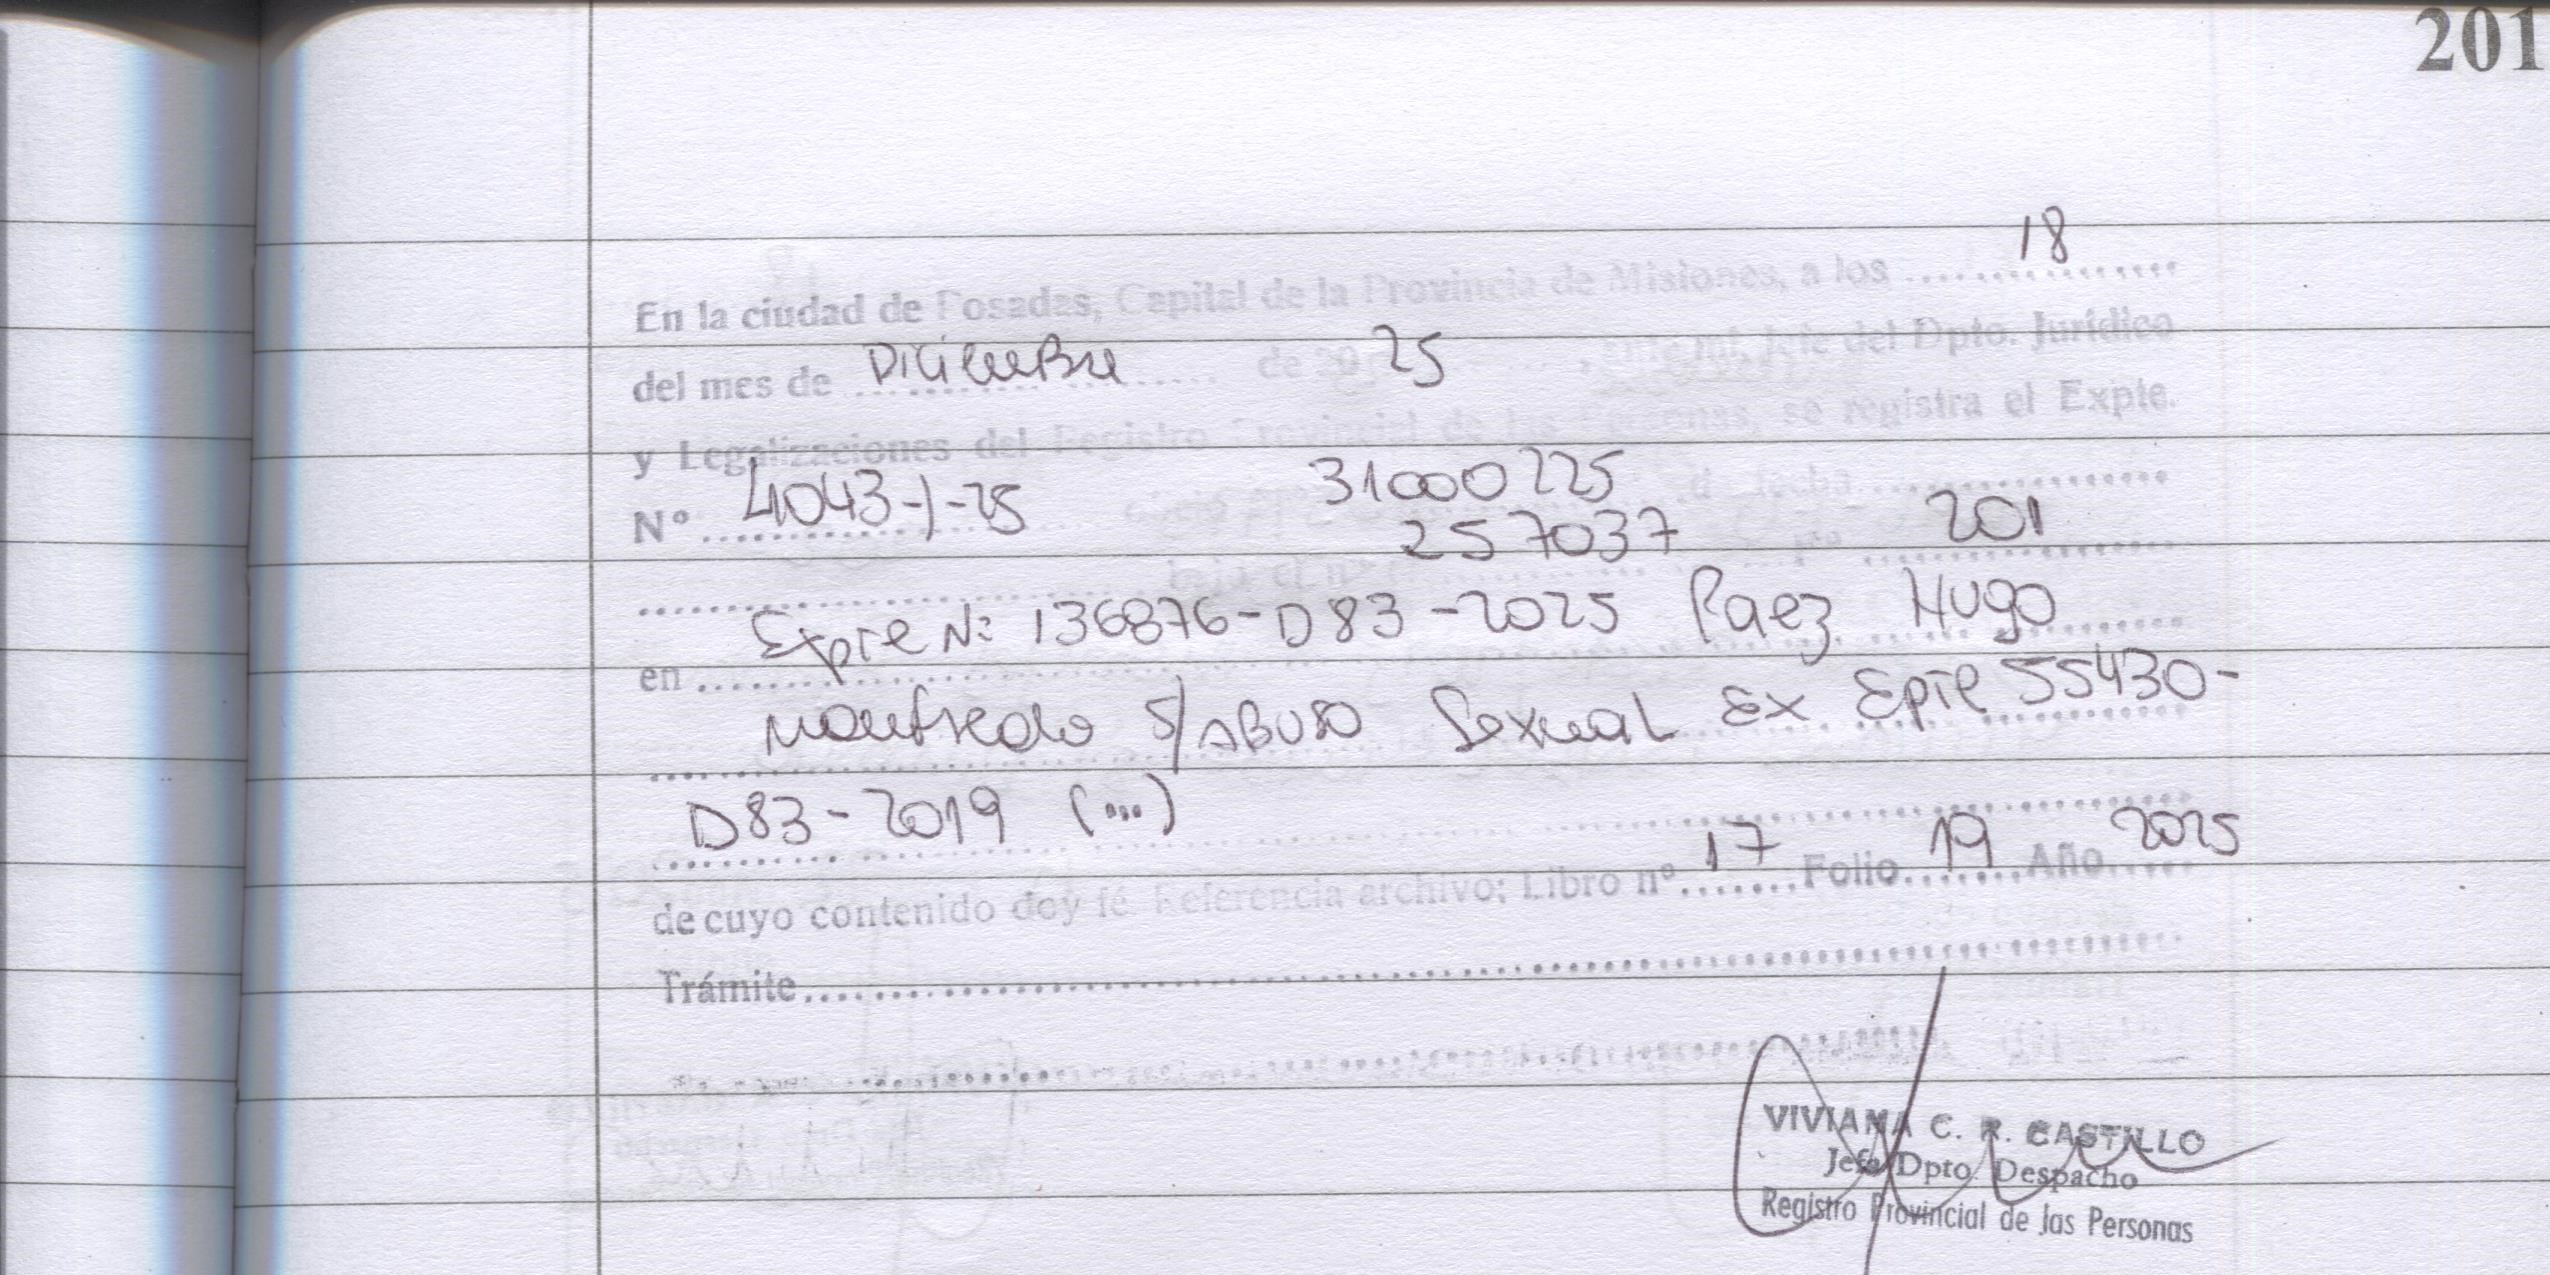 201
18
En la ciudad de Posadas, Capital de la Provincia de Misiones, a los ................
del mes de Diciembre de 20 25, ante mí, Jefe del Dpto. Jurídico
y Legalizaciones del Registro Provincial de las Personas, se registra el Expte.
Nº 4043-1-25 31000225
257037 201
Expte Nº 136876-D83-2025 Paez Hugo
en
Manfredo S/ABUSO Sexual Ex Epte 55430-
D83-2019 (...)
de cuyo contenido doy fé. Referencia archivo; Libro nº 17 Folio 19 Año 2025
Trámite
VIVIANA C. R. CASTILLO
Jefa Dpto. Despacho
Registro Provincial de las Personas